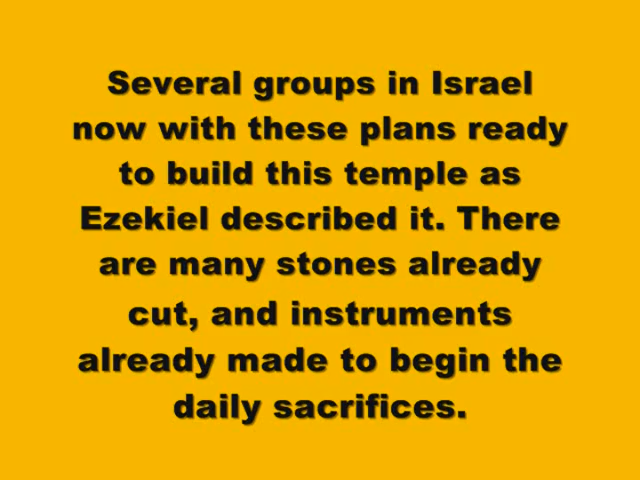 Several groups in Israel
now with these plans ready
to build this temple as
Ezekiel described it. There
are many stones already
cut, and instruments
already made to begin the
daily sacrifices.